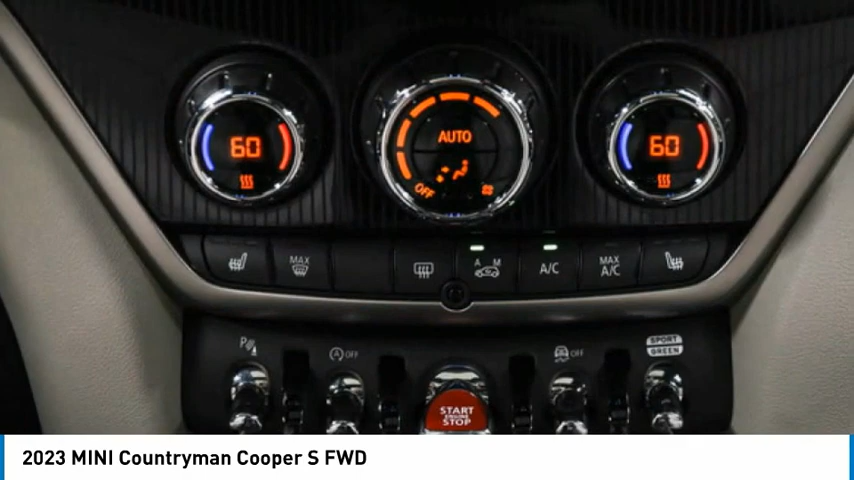 60
AUTO
OFF
60
MAX
A M
A/C
MAX
A/C
P
A OFF
OFF
SPORT
GREEN
START
ENGINE
STOP
2023 MINI Countryman Cooper S FWD